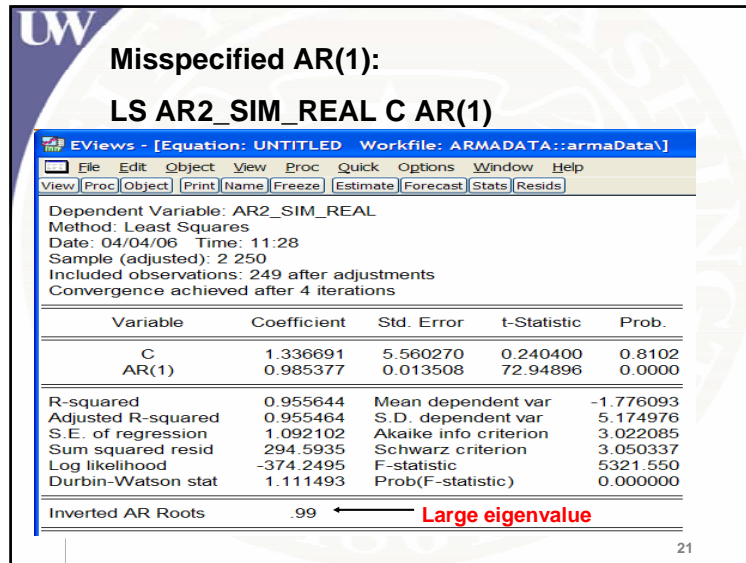 UW
Misspecified AR(1):
LS AR2_SIM_REAL C AR(1)
EViews - [Equation: UNTITLED Workfile: ARMADATA::armaData\]
File Edit Object View Proc Quick Options Window Help
View Proc Object Print Name Freeze Estimate Forecast Stats Resids
Dependent Variable: AR2_SIM_REAL
Method: Least Squares
Date: 04/04/06 Time: 11:28
Sample (adjusted): 2 250
Included observations: 249 after adjustments
Convergence achieved after 4 iterations
Variable Coefficient Std. Error t-Statistic Prob.
C 1.336691 5.560270 0.240400 0.8102
AR(1) 0.985377 0.013508 72.94896 0.0000
R-squared 0.955644 Mean dependent var -1.776093
Adjusted R-squared 0.955464 S.D. dependent var 5.174976
S.E. of regression 1.092102 Akaike info criterion 3.022085
Sum squared resid 294.5935 Schwarz criterion 3.050337
Log likelihood -374.2495 F-statistic 5321.550
Durbin-Watson stat 1.111493 Prob(F-statistic) 0.000000
Inverted AR Roots .99 Large eigenvalue
21